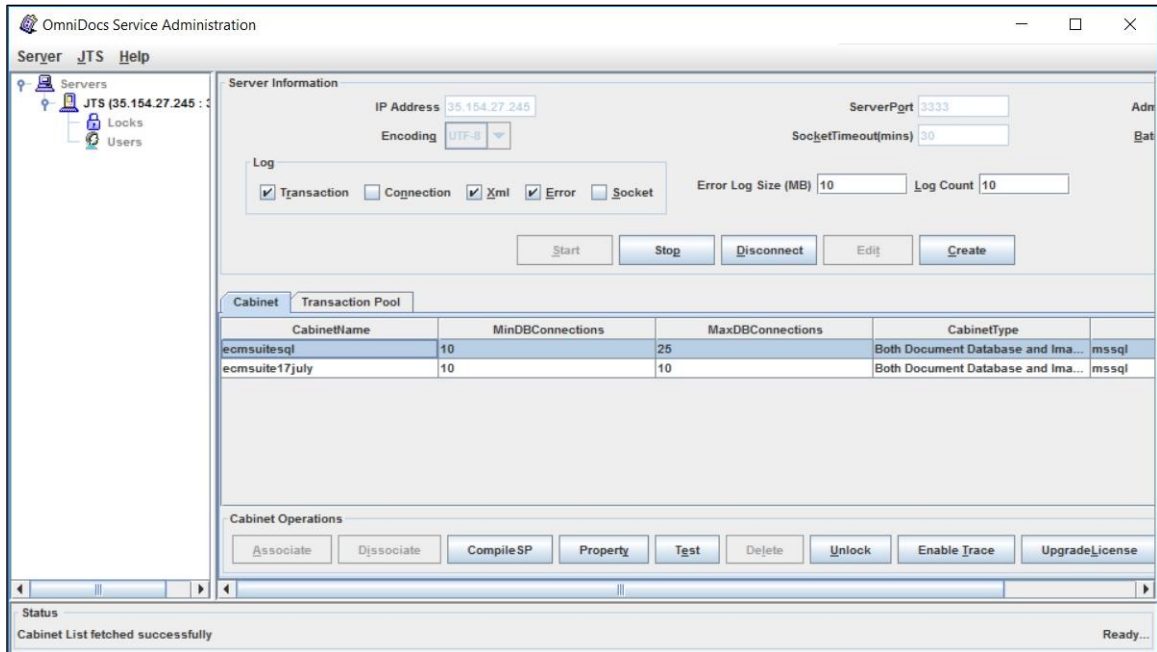 OmniDocs Service Administration
Server JTS Help
Servers
JTS (35.154.27.245 : 3
Locks
Users
Server Information
IP Address 35.154.27.245 ServerPort 3333 Adm
Encoding UTF-8 SocketTimeout(mins) 30 Bat
Log
Transaction Connection Xml Error Socket Error Log Size (MB) 10 Log Count 10
Start Stop Disconnect Edit Create
Cabinet Transaction Pool
CabinetName MinDBConnections MaxDBConnections CabinetType
ecmsuitesql 10 25 Both Document Database and Ima... mssql
ecmsuite17july 10 10 Both Document Database and Ima... mssql
Cabinet Operations
Associate Dissociate CompileSP Property Test Delete Unlock Enable Trace UpgradeLicense
Status
Cabinet List fetched successfully Ready...